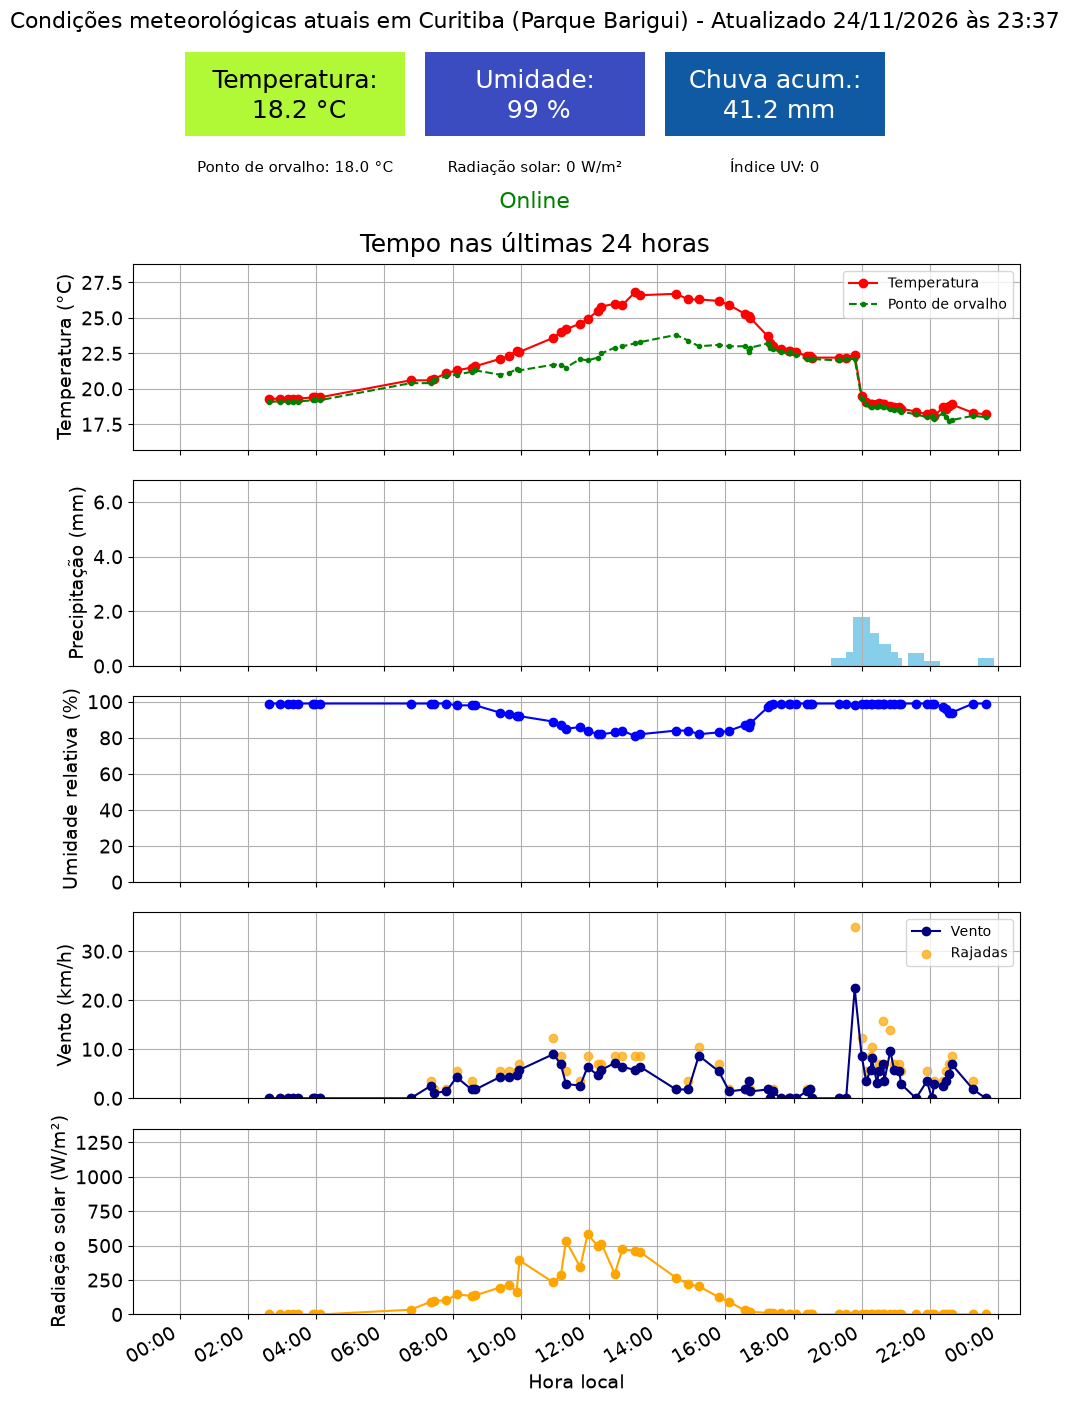 Condições meteorológicas atuais em Curitiba (Parque Barigui) - Atualizado 24/11/2026 às 23:37
Temperatura:
18.2 °C
Umidade:
99 %
Chuva acum.:
41.2 mm
Ponto de orvalho: 18.0 °C
Radiação solar: 0 W/m²
Índice UV: 0
Online
Tempo nas últimas 24 horas
Temperatura (°C)
27.5
25.0
22.5
20.0
17.5
Temperatura
Ponto de orvalho
Precipitação (mm)
6.0
4.0
2.0
0.0
Umidade relativa (%)
100
80
60
40
20
0
Vento (km/h)
30.0
20.0
10.0
0.0
Vento
Rajadas
Radiação solar (W/m²)
1250
1000
750
500
250
0
00:00
02:00
04:00
06:00
08:00
10:00
12:00
14:00
16:00
18:00
20:00
22:00
00:00
Hora local